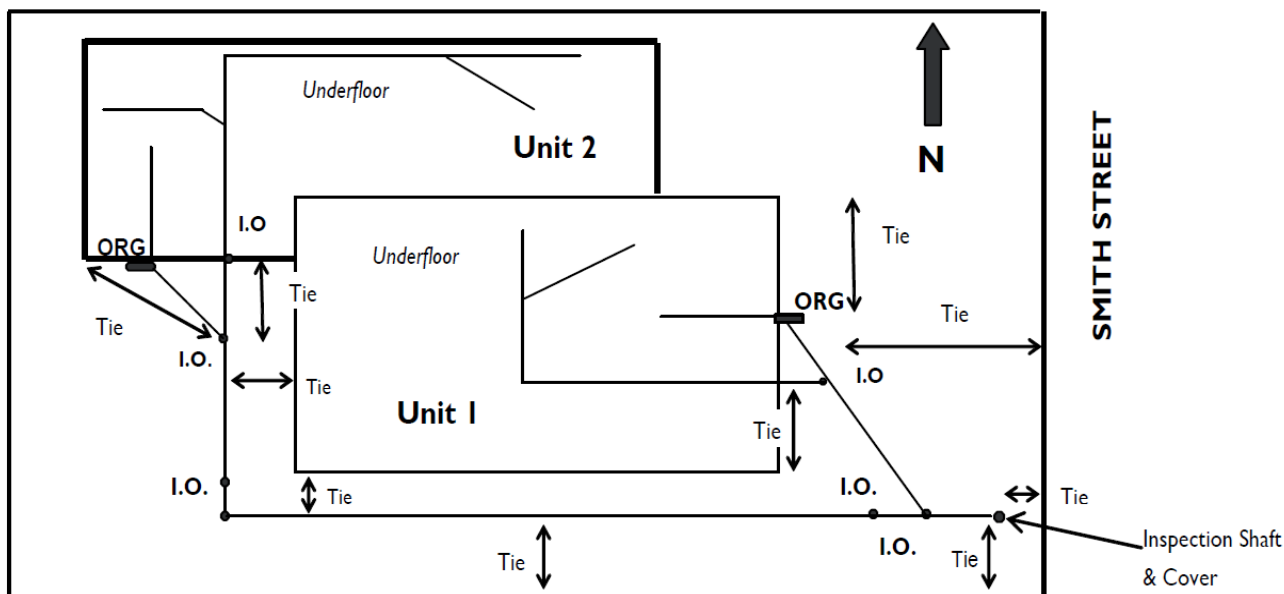 Underfloor
Unit 2
N
SMITH STREET
I.O
ORG
Underfloor
Tie
Tie
ORG
Tie
Tie
I.O.
I.O
Tie
Unit 1
Tie
I.O.
Tie
I.O.
Tie
I.O.
Tie
Tie
Inspection Shaft
& Cover